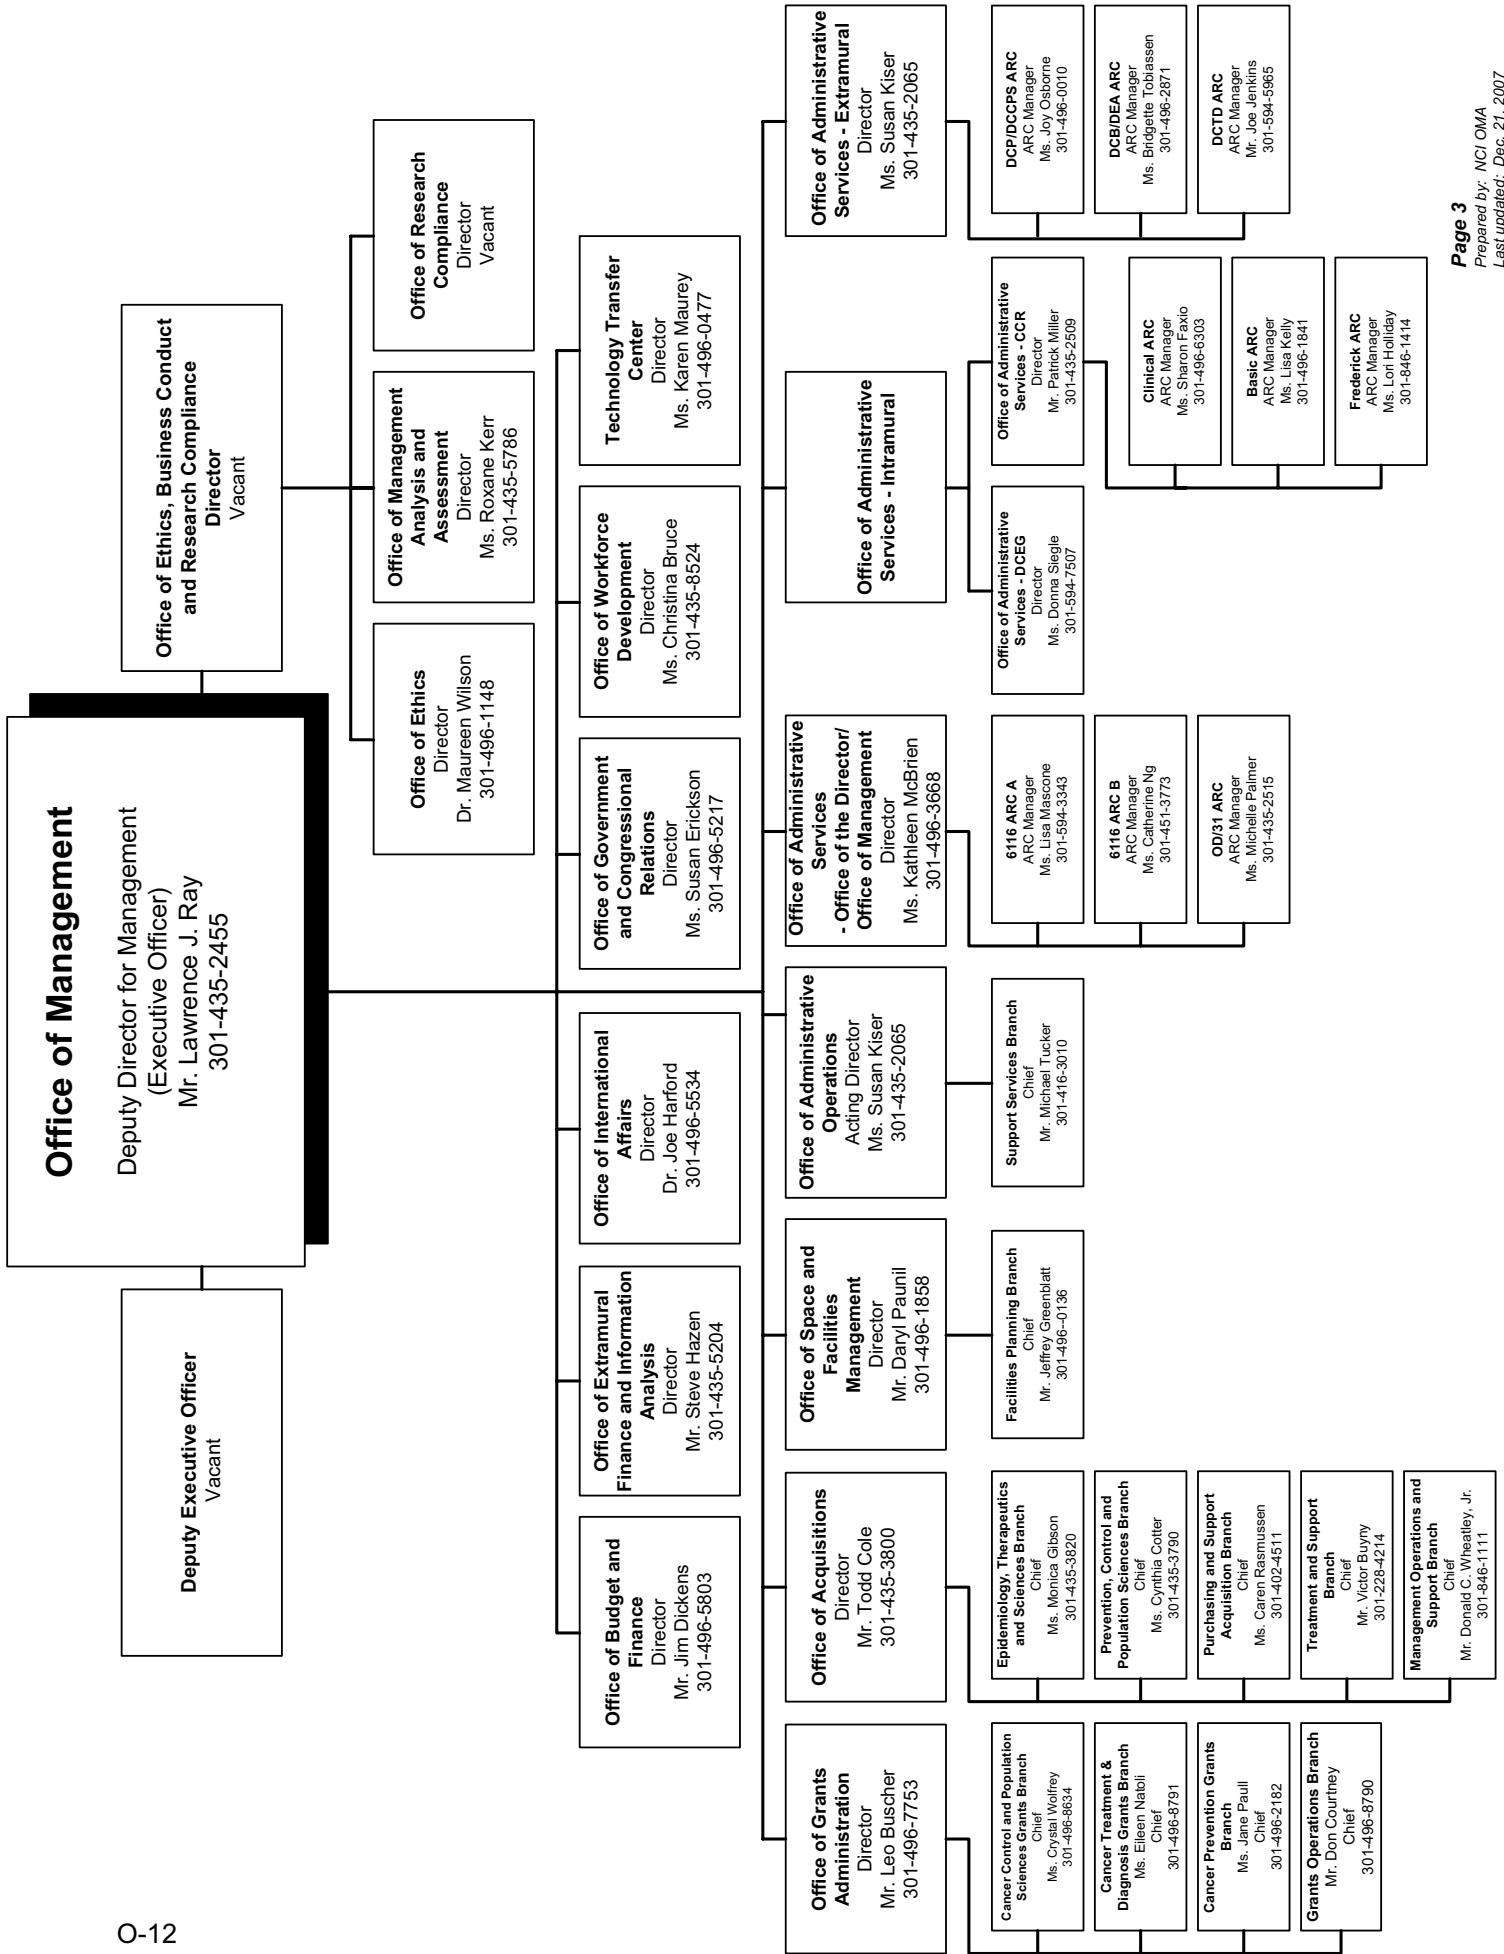 Office of Management
Deputy Director for Management
(Executive Officer)
Mr. Lawrence J. Ray
301-435-2455
Deputy Executive Officer
Vacant
Office of Ethics, Business Conduct
and Research Compliance
Director
Vacant
Office of Ethics
Director
Dr. Maureen Wilson
301-496-1148
Office of Management
Analysis and
Assessment
Director
Ms. Roxane Kerr
301-435-5786
Office of Research
Compliance
Director
Vacant
Office of Budget and
Finance
Director
Mr. Jim Dickens
301-496-5803
Office of Extramural
Finance and Information
Analysis
Director
Mr. Steve Hazen
301-435-5204
Office of International
Affairs
Director
Dr. Joe Harford
301-496-5534
Office of Government
and Congressional
Relations
Director
Ms. Susan Erickson
301-496-5217
Office of Workforce
Development
Director
Ms. Christina Bruce
301-435-8524
Technology Transfer
Center
Director
Ms. Karen Maurey
301-496-0477
Office of Grants
Administration
Director
Mr. Leo Buscher
301-496-7753
Cancer Control and Population
Sciences Grants Branch
Chief
Ms. Crystal Wolfrey
301-496-8634
Cancer Treatment &
Diagnosis Grants Branch
Ms. Eileen Natoli
Chief
301-496-8791
Cancer Prevention Grants
Branch
Ms. Jane Paull
Chief
301-496-2182
Grants Operations Branch
Mr. Don Courtney
Chief
301-496-8790
Office of Acquisitions
Director
Mr. Todd Cole
301-435-3800
Epidemiology, Therapeutics
and Sciences Branch
Chief
Ms. Monica Gibson
301-435-3820
Prevention, Control and
Population Sciences Branch
Chief
Ms. Cynthia Cotter
301-435-3790
Purchasing and Support
Acquisition Branch
Chief
Ms. Caren Rasmussen
301-402-4511
Treatment and Support
Branch
Chief
Mr. Victor Buyny
301-228-4214
Management Operations and
Support Branch
Chief
Mr. Donald C. Wheatley, Jr.
301-846-1111
Office of Space and
Facilities
Management
Director
Mr. Daryl Paunil
301-496-1858
Facilities Planning Branch
Chief
Mr. Jeffrey Greenblatt
301-496--0136
Office of Administrative
Operations
Acting Director
Ms. Susan Kiser
301-435-2065
Support Services Branch
Chief
Mr. Michael Tucker
301-416-3010
Office of Administrative
Services
- Office of the Director/
Office of Management
Director
Ms. Kathleen McBrien
301-496-3668
6116 ARC A
ARC Manager
Ms. Lisa Mascone
301-594-3343
6116 ARC B
ARC Manager
Ms. Catherine Ng
301-451-3773
OD/31 ARC
ARC Manager
Ms. Michelle Palmer
301-435-2515
Office of Administrative
Services - Intramural
Office of Administrative
Services - DCEG
Director
Ms. Donna Siegle
301-594-7507
Office of Administrative
Services - CCR
Director
Mr. Patrick Miller
301-435-2509
Clinical ARC
ARC Manager
Ms. Sharon Faxio
301-496-6303
Basic ARC
ARC Manager
Ms. Lisa Kelly
301-496-1841
Frederick ARC
ARC Manager
Ms. Lori Holliday
301-846-1414
Office of Administrative
Services - Extramural
Director
Ms. Susan Kiser
301-435-2065
DCP/DCCPS ARC
ARC Manager
Ms. Joy Osborne
301-496-0010
DCB/DEA ARC
ARC Manager
Ms. Bridgette Tobiassen
301-496-2871
DCTD ARC
ARC Manager
Mr. Joe Jenkins
301-594-5965
Page 3
Prepared by: NCI OMA
Last updated: Dec. 21, 2007
O-12